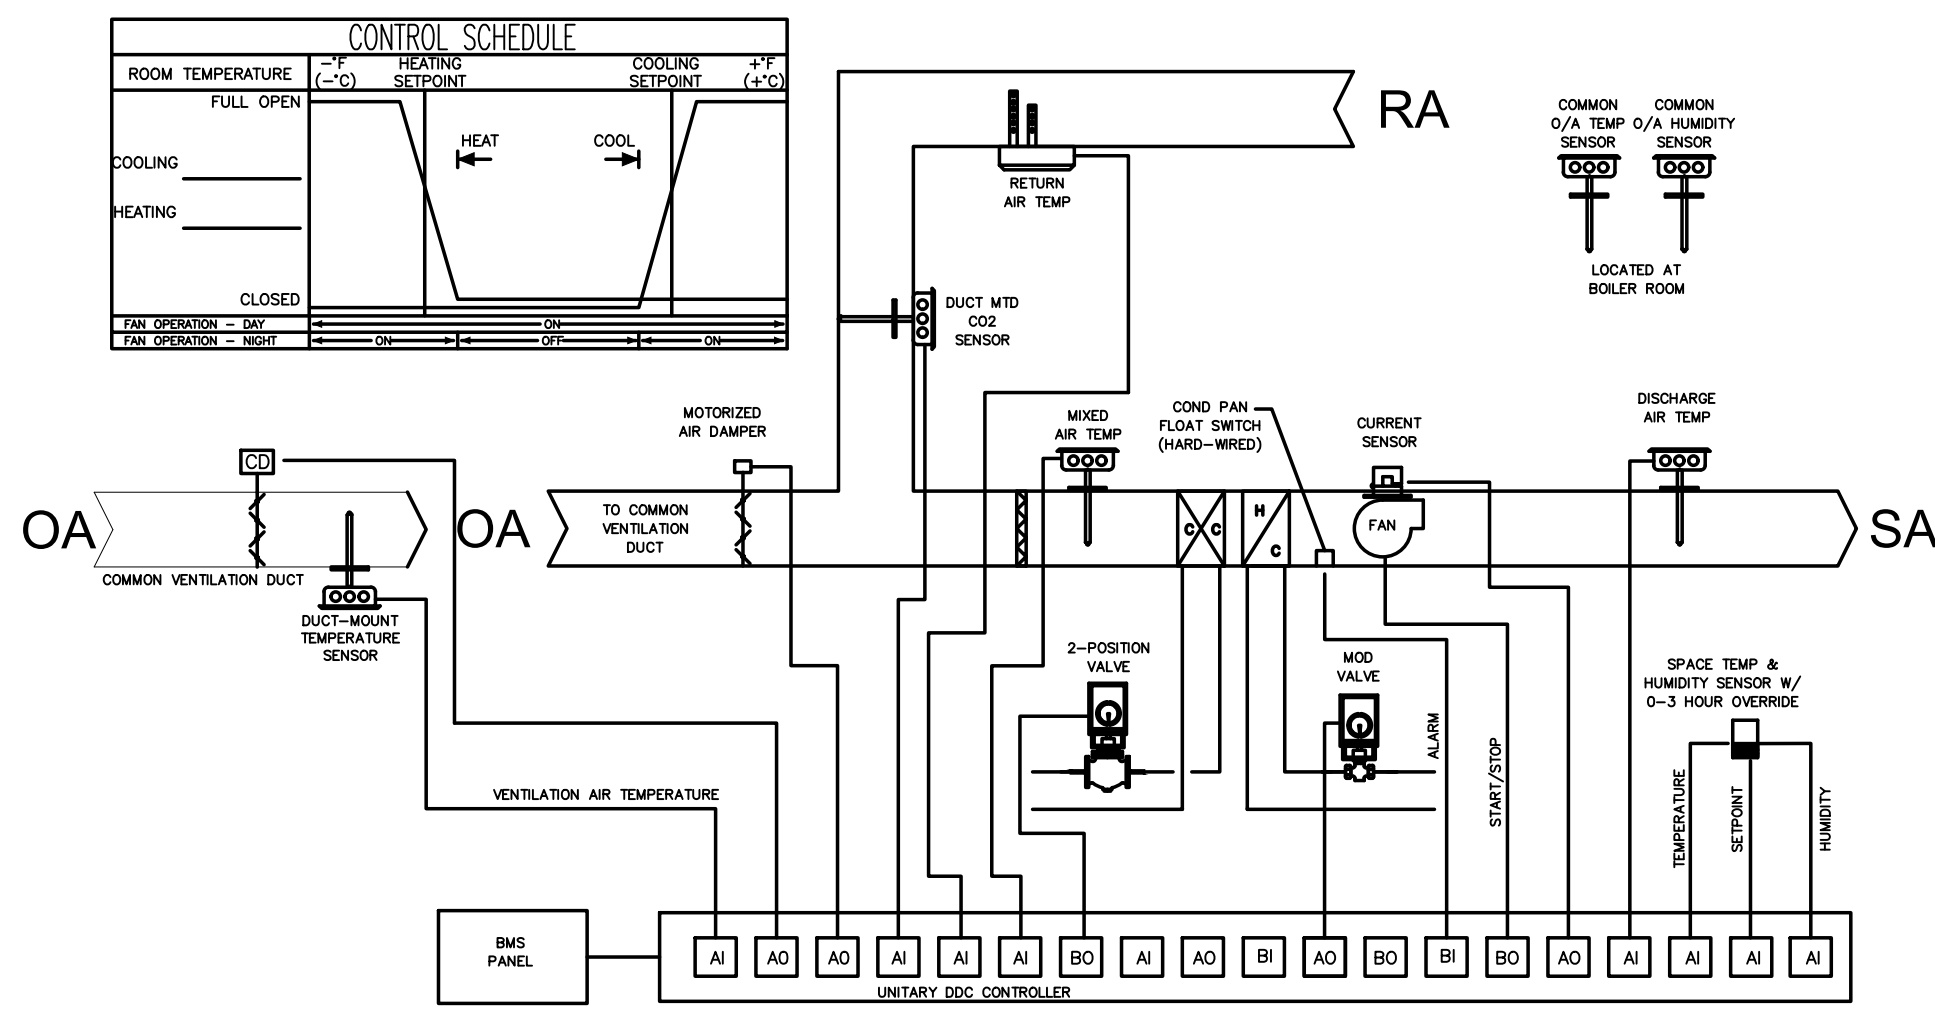 CONTROL SCHEDULE
ROOM TEMPERATURE
-°F
(-°C)
HEATING
SETPOINT
COOLING
SETPOINT
+°F
(+°C)
FULL OPEN
HEAT
COOL
COOLING
HEATING
CLOSED
FAN OPERATION - DAY
ON
FAN OPERATION - NIGHT
ON
OFF
ON
RA
COMMON
O/A TEMP
SENSOR
COMMON
O/A HUMIDITY
SENSOR
LOCATED AT
BOILER ROOM
RETURN
AIR TEMP
DUCT MTD
CO2
SENSOR
MOTORIZED
AIR DAMPER
MIXED
AIR TEMP
COND PAN
FLOAT SWITCH
(HARD-WIRED)
CURRENT
SENSOR
DISCHARGE
AIR TEMP
CD
OA
COMMON VENTILATION DUCT
DUCT-MOUNT
TEMPERATURE
SENSOR
OA
TO COMMON
VENTILATION
DUCT
C C
H
C
FAN
SA
2-POSITION
VALVE
MOD
VALVE
ALARM
START/STOP
SPACE TEMP &
HUMIDITY SENSOR W/
0-3 HOUR OVERRIDE
TEMPERATURE
SETPOINT
HUMIDITY
VENTILATION AIR TEMPERATURE
BMS
PANEL
AI AO AO AI AI AI BO AI AO BI AO BO BI BO AO AI AI AI AI
UNITARY DDC CONTROLLER